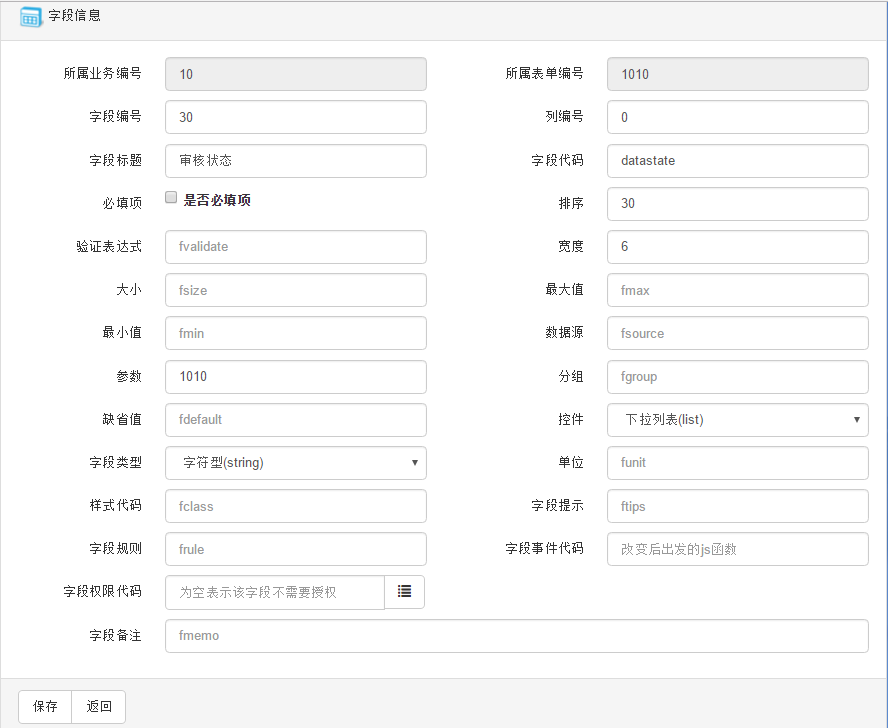 字段信息
所属业务编号 10 所属表单编号 1010
字段编号 30 列编号 0
字段标题 审核状态 字段代码 datastate
必填项 是否必填项 排序 30
验证表达式 fvalidate 宽度 6
大小 fsize 最大值 fmax
最小值 fmin 数据源 fsource
参数 1010 分组 fgroup
缺省值 fdefault 控件 下拉列表(list)
字段类型 字符型(string) 单位 funit
样式代码 fclass 字段提示 ftips
字段规则 frule 字段事件代码 改变后出发的js函数
字段权限代码 为空表示该字段不需要授权
字段备注 fmemo
保存 返回